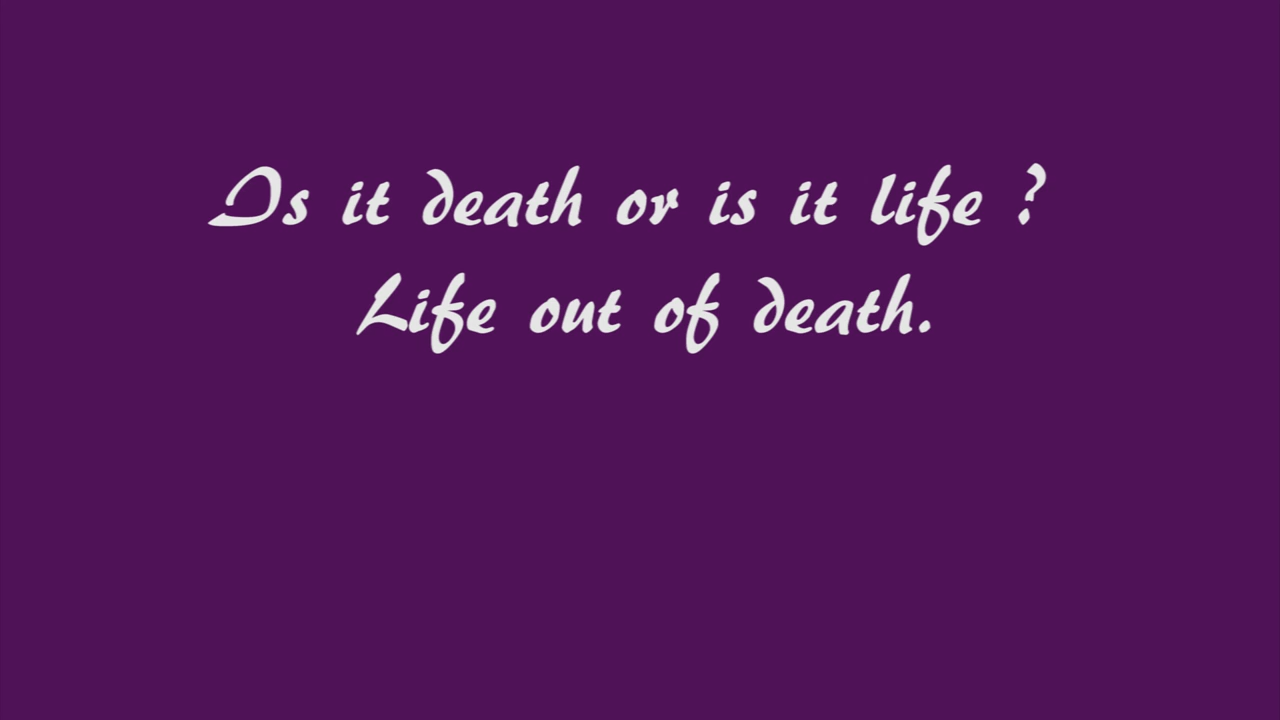 Is it death or is it life ?
Life out of death.